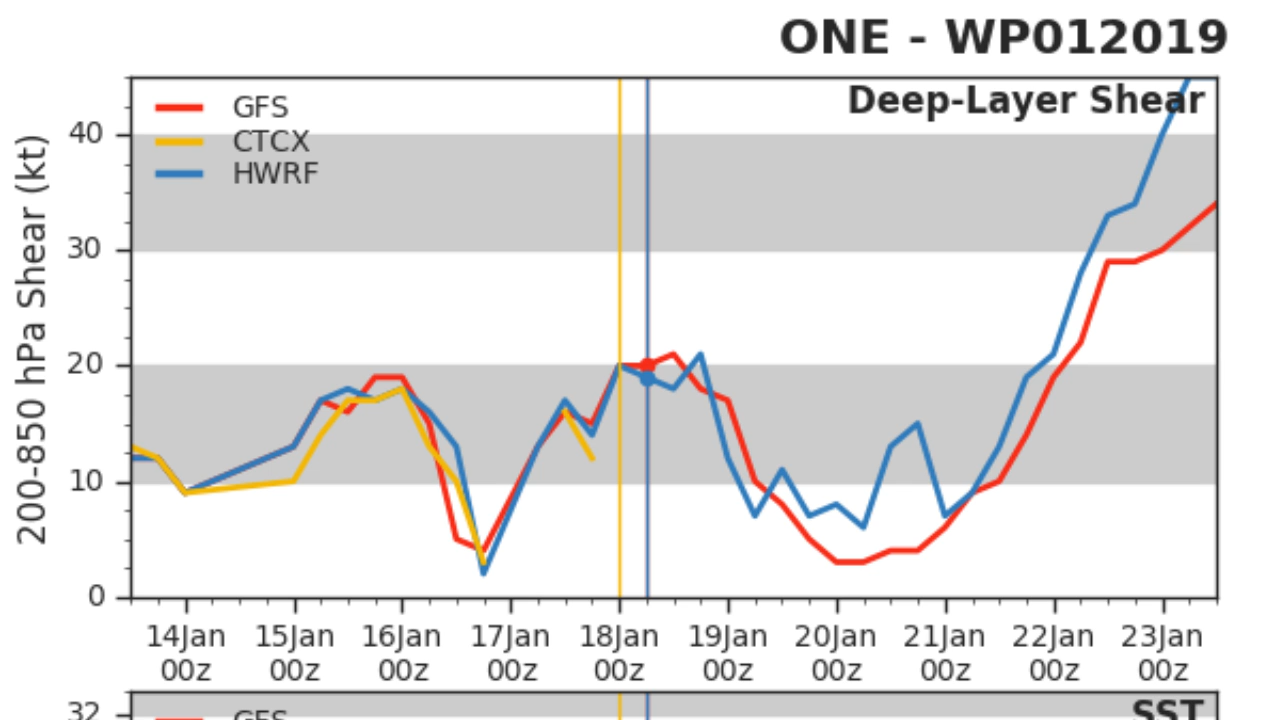 ONE - WP012019
Deep-Layer Shear
GFS
CTCX
HWRF
200-850 hPa Shear (kt)
40
30
20
10
0
14Jan 15Jan 16Jan 17Jan 18Jan 19Jan 20Jan 21Jan 22Jan 23Jan
00z 00z 00z 00z 00z 00z 00z 00z 00z 00z
32
GFS
SST